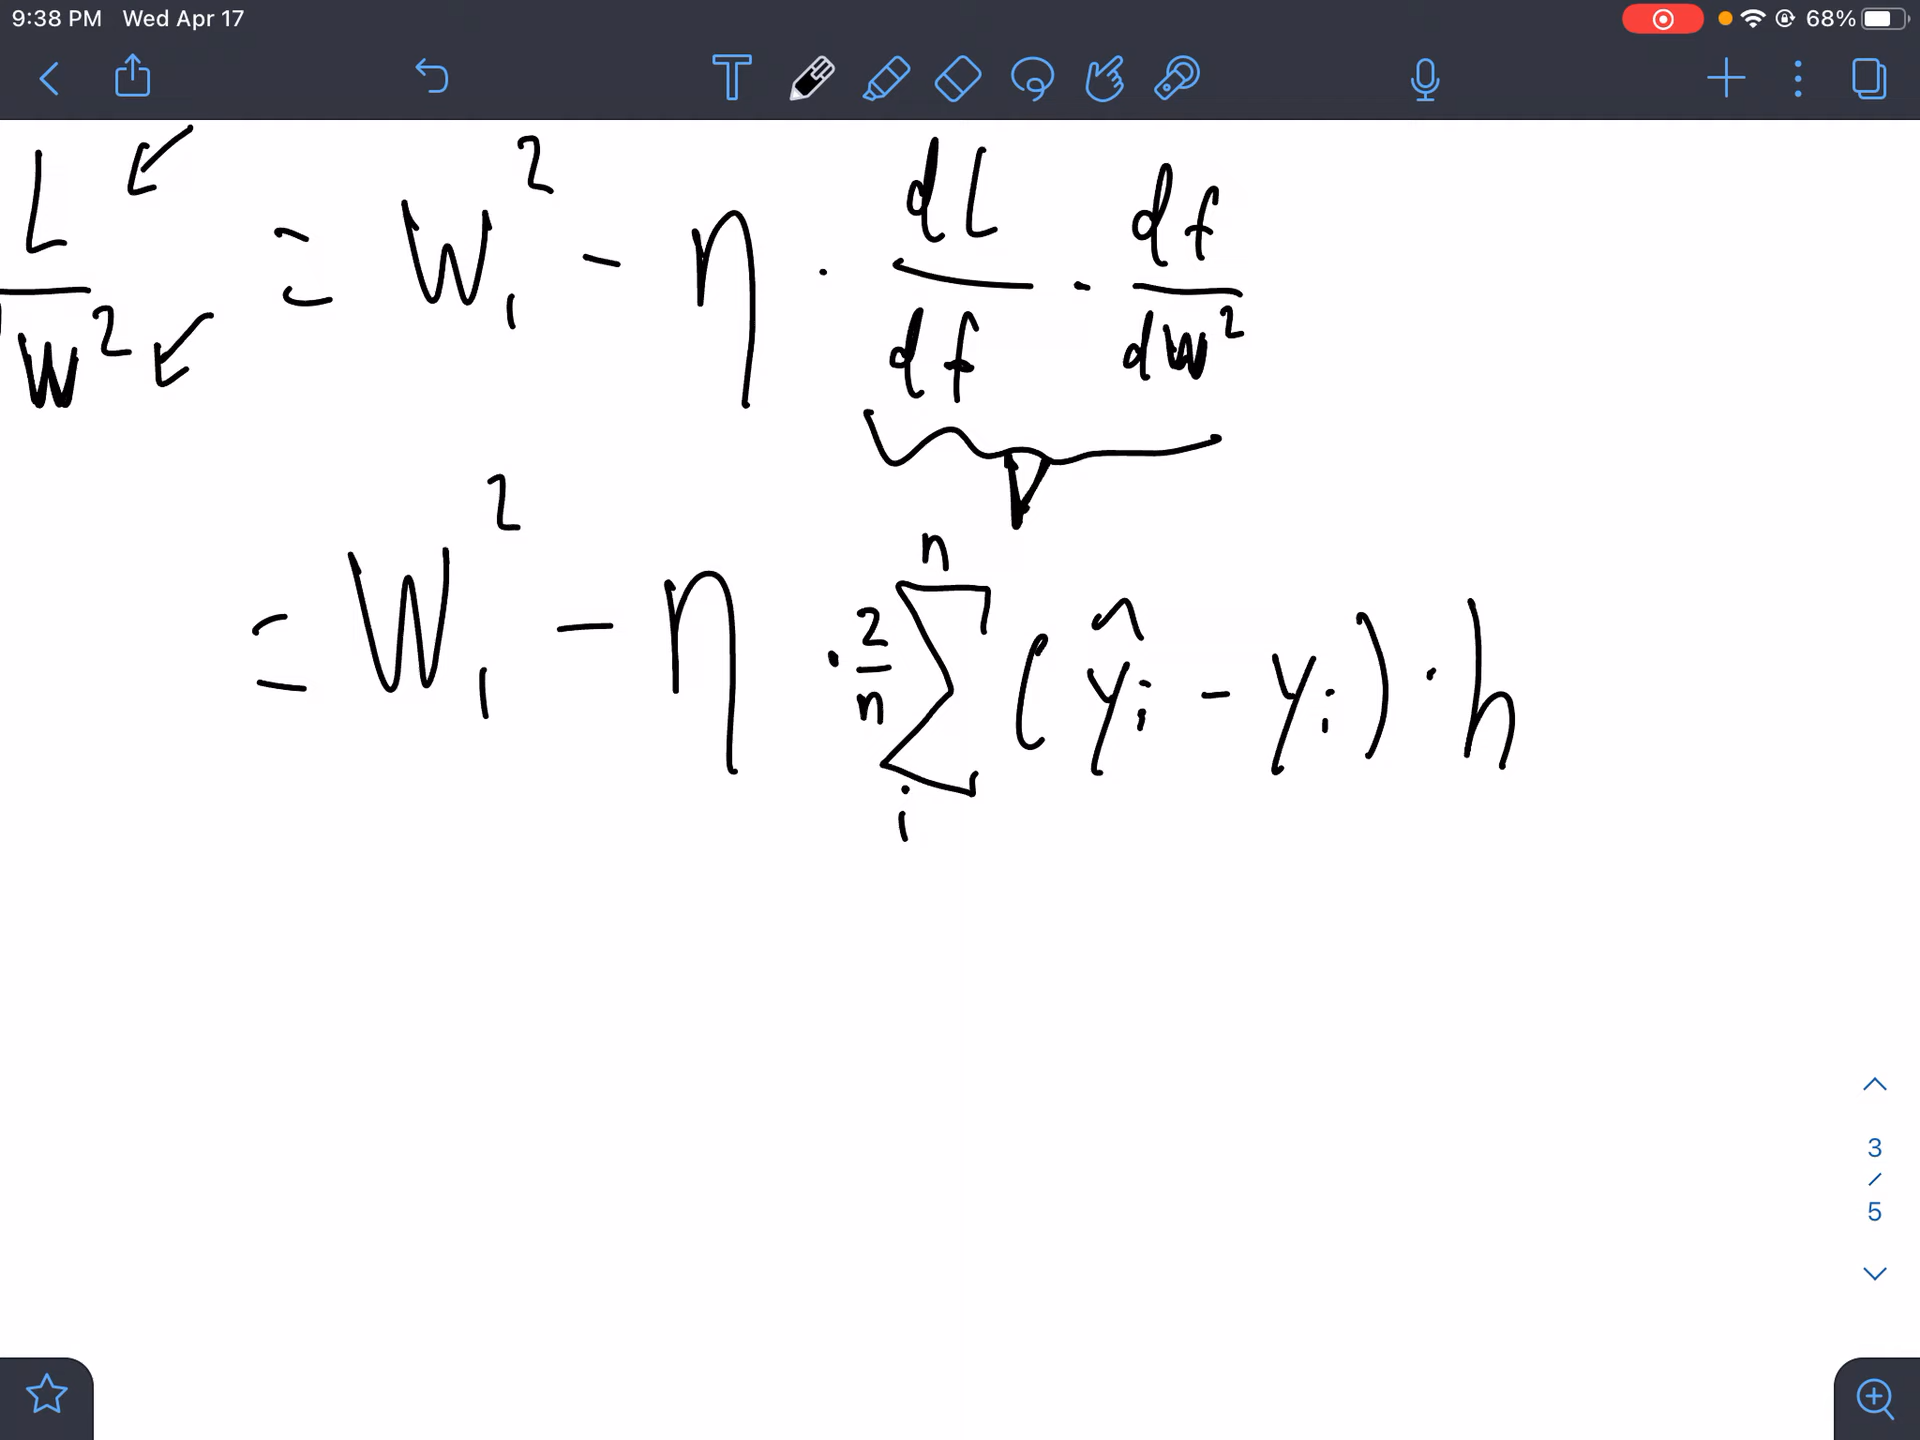 9:38 PM Wed Apr 17 68%
L / W² = W₁² - η · dL/df · df/dW²
= W₁² - η · 2/n Σᵢⁿ (ŷᵢ - yᵢ) · h
3 / 5